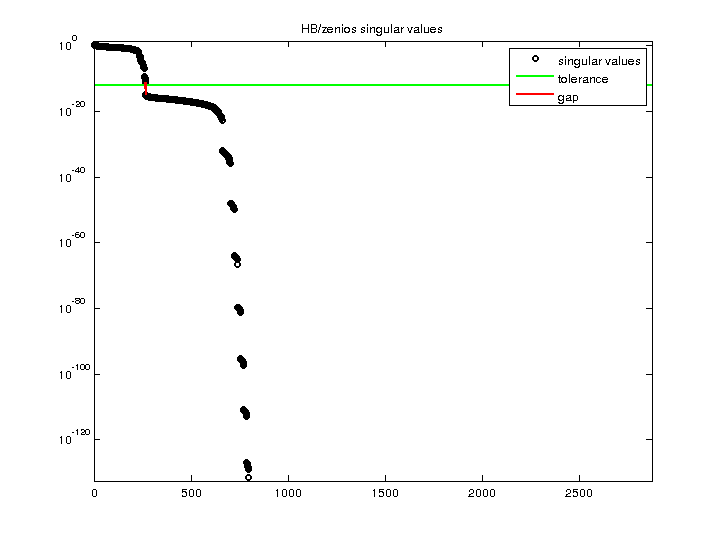 HB/zenios singular values
singular values
tolerance
gap
10^0
10^-20
10^-40
10^-60
10^-80
10^-100
10^-120
0 500 1000 1500 2000 2500